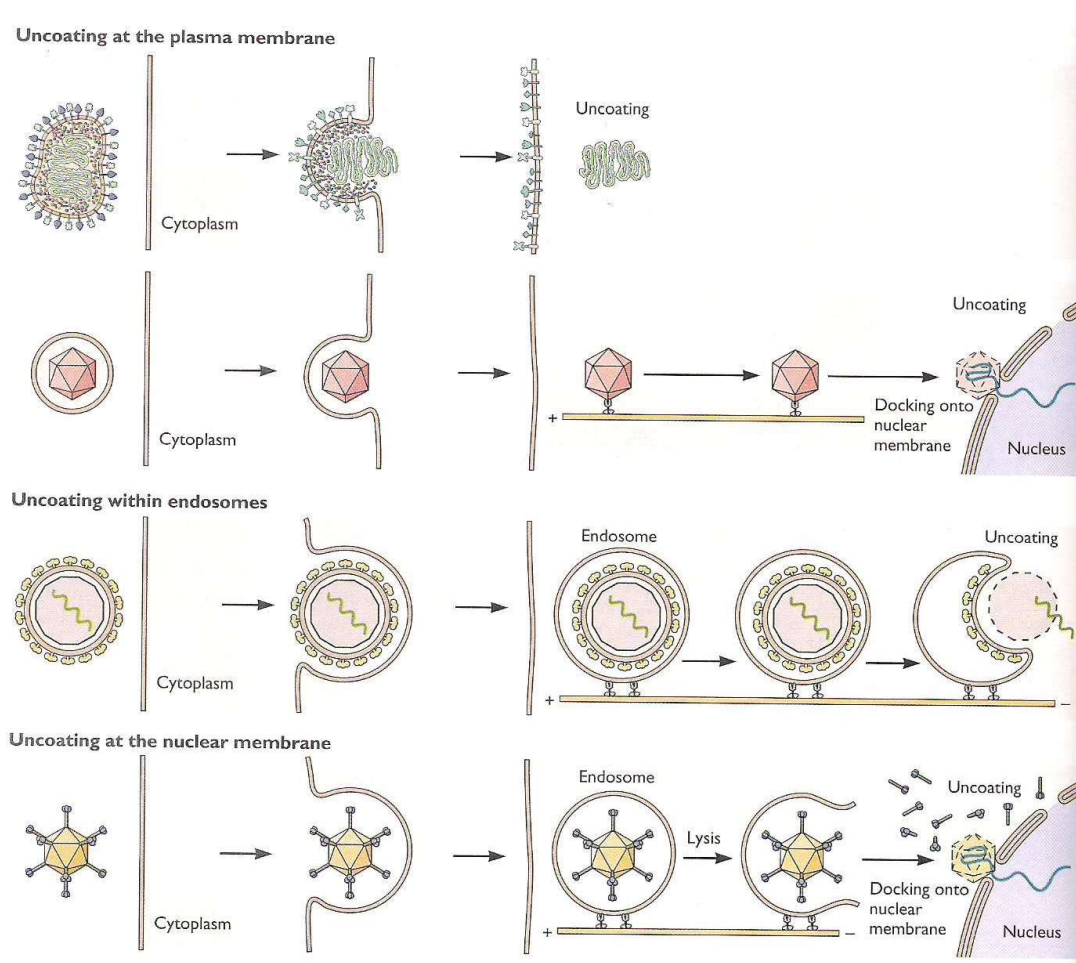 Uncoating at the plasma membrane
Uncoating
Cytoplasm
Uncoating
Cytoplasm
+
Docking onto
nuclear
membrane
Nucleus
Uncoating within endosomes
Endosome
Uncoating
Cytoplasm
+
–
Uncoating at the nuclear membrane
Endosome
Uncoating
Lysis
Cytoplasm
+
–
Docking onto
nuclear
membrane
Nucleus